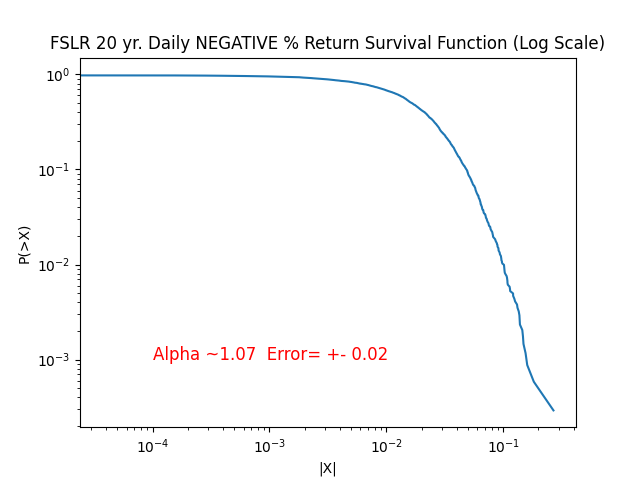 FSLR 20 yr. Daily NEGATIVE % Return Survival Function (Log Scale)
10⁰
10⁻¹
10⁻²
10⁻³
P(>X)
Alpha ~1.07  Error= +- 0.02
10⁻⁴ 10⁻³ 10⁻² 10⁻¹
|X|